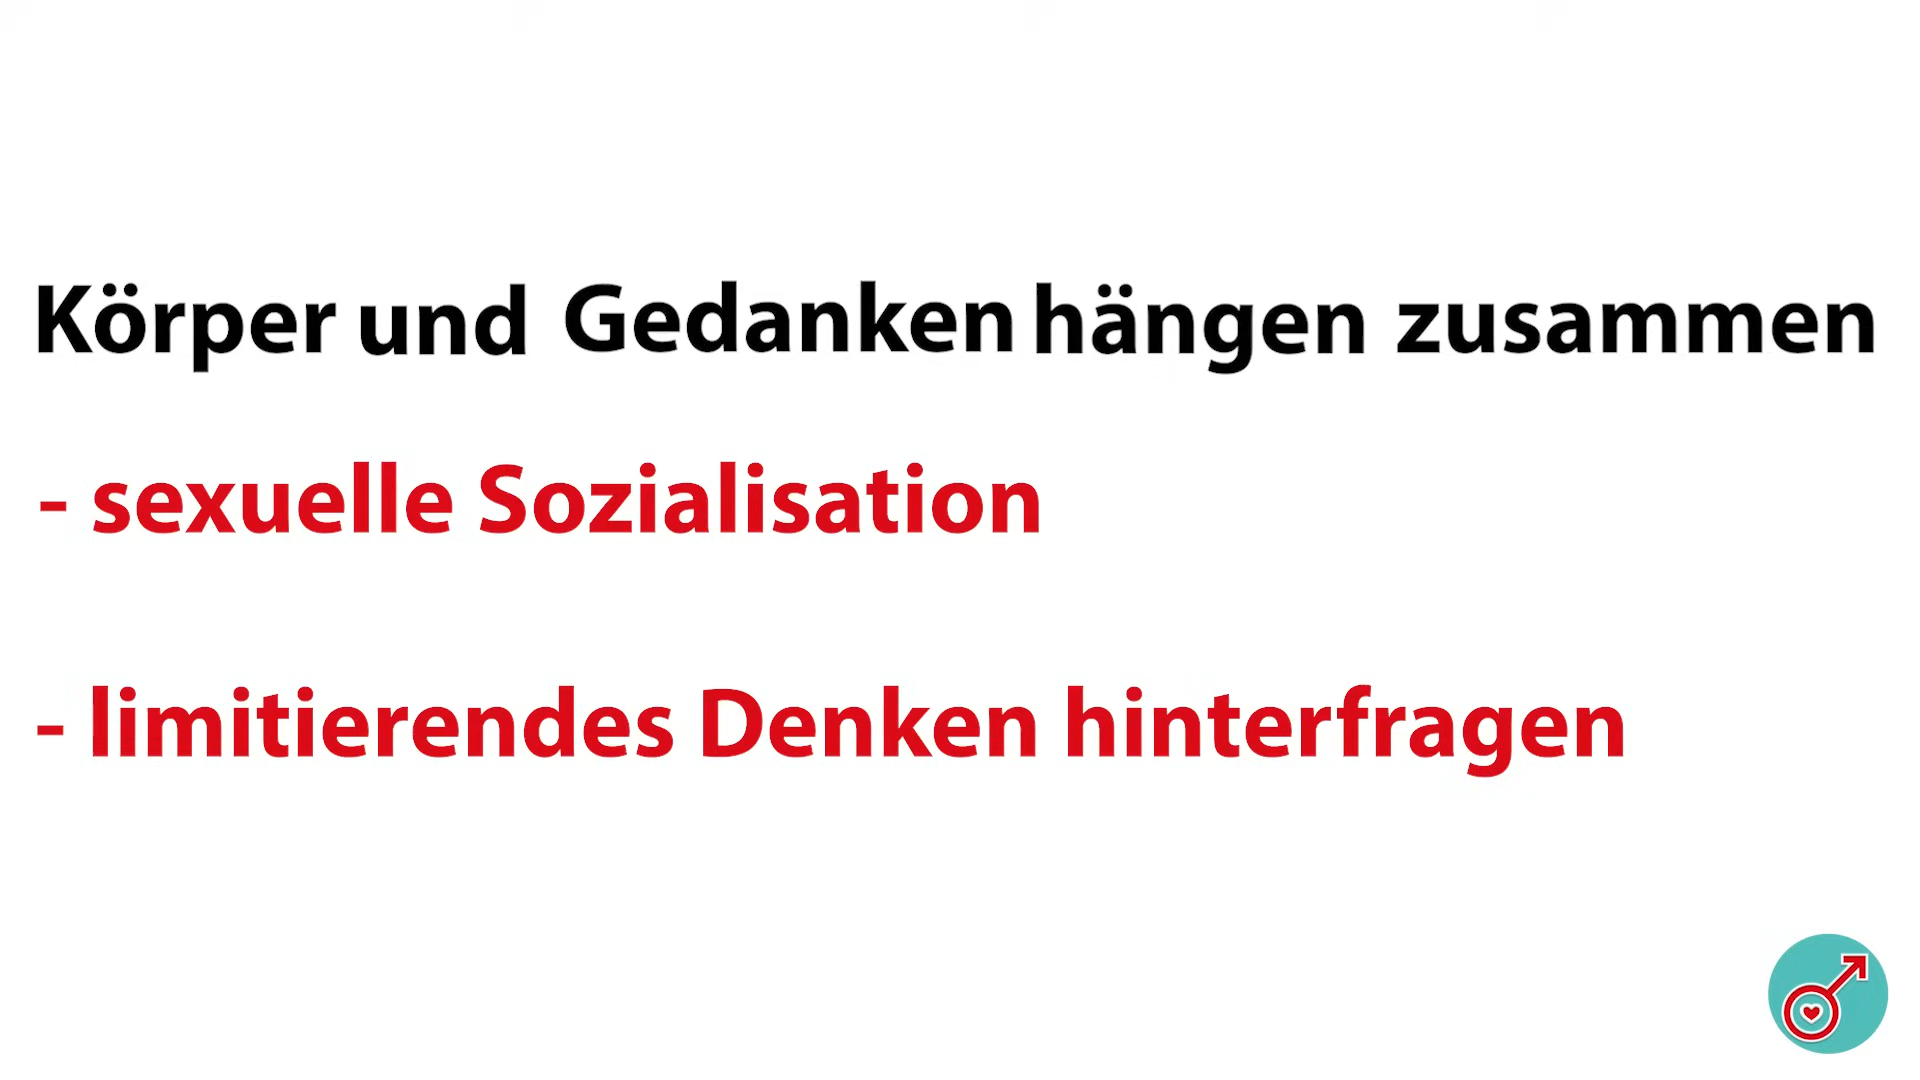 Körper und Gedanken hängen zusammen
- sexuelle Sozialisation
- limitierendes Denken hinterfragen